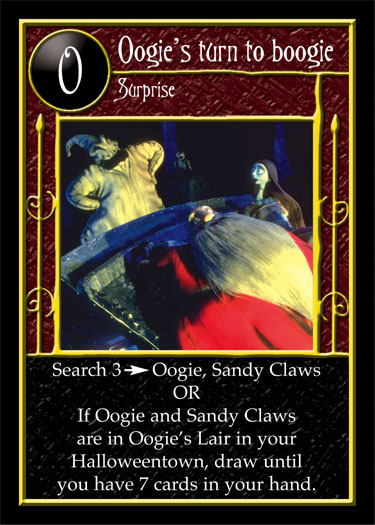 0
Oogie's turn to boogie
Surprise
Search 3➔ Oogie, Sandy Claws
OR
If Oogie and Sandy Claws
are in Oogie's Lair in your
Halloweentown, draw until
you have 7 cards in your hand.